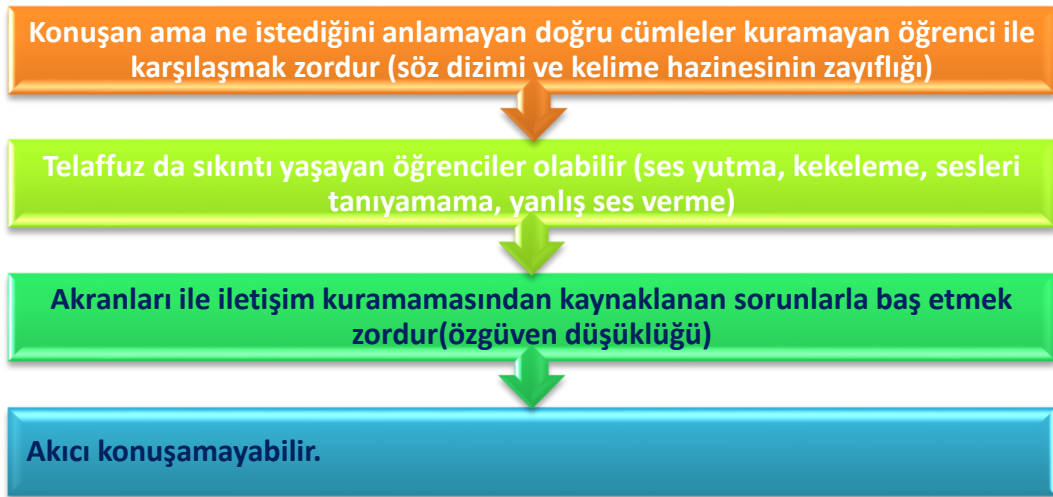 Konuşan ama ne istediğini anlamayan doğru cümleler kuramayan öğrenci ile
karşılaşmak zordur (söz dizimi ve kelime hazinesinin zayıflığı)
Telaffuz da sıkıntı yaşayan öğrenciler olabilir (ses yutma, kekeleme, sesleri
tanıyamama, yanlış ses verme)
Akranları ile iletişim kuramamasından kaynaklanan sorunlarla baş etmek
zordur(özgüven düşüklüğü)
Akıcı konuşamayabilir.